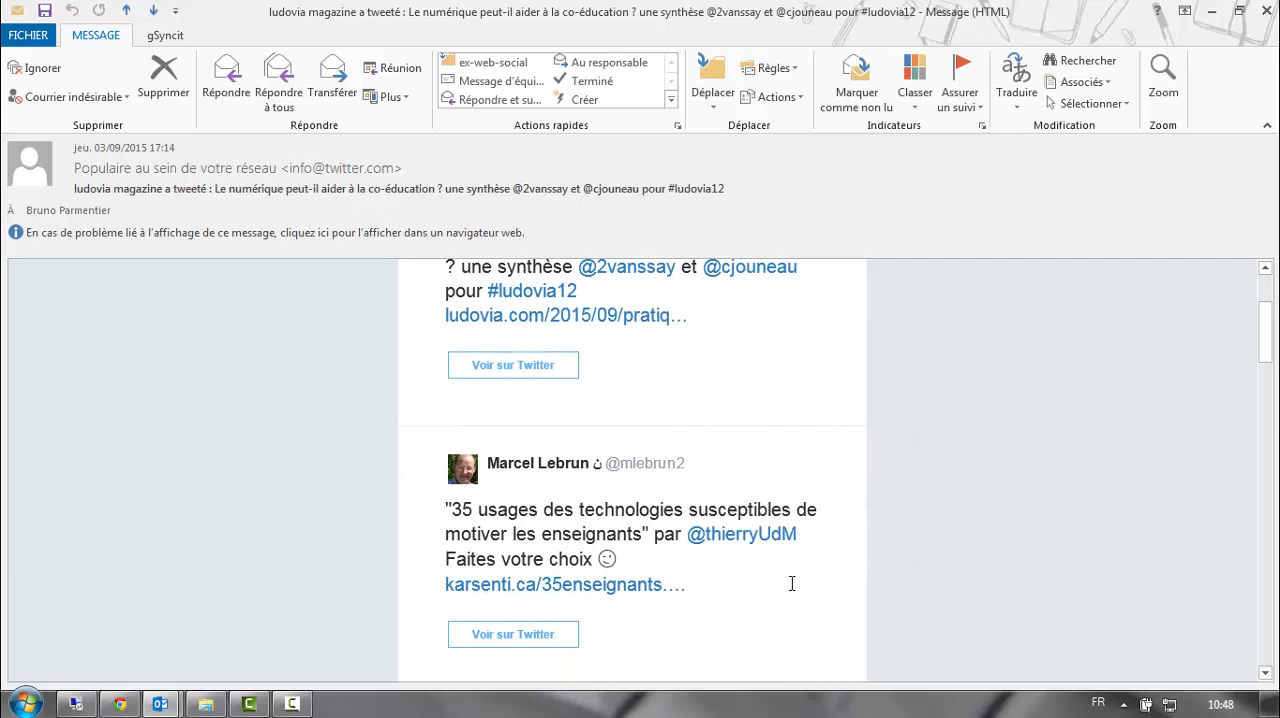 ludovia magazine a tweeté : Le numérique peut-il aider à la co-éducation ? une synthèse @2vanssay et @cjouneau pour #ludovia12 - Message (HTML)
FICHIER
MESSAGE
gSyncit
Ignorer
Courrier indésirable
Supprimer
Supprimer
Répondre
Répondre à tous
Transférer
Réunion
Plus
Répondre
ex-web-social
Message d'équi...
Répondre et su...
Au responsable
Terminé
Créer
Actions rapides
Déplacer
Règles
Actions
Déplacer
Marquer comme non lu
Classer
Assurer un suivi
Indicateurs
Traduire
Rechercher
Associés
Sélectionner
Modification
Zoom
Zoom
jeu. 03/09/2015 17:14
Populaire au sein de votre réseau <info@twitter.com>
ludovia magazine a tweeté : Le numérique peut-il aider à la co-éducation ? une synthèse @2vanssay et @cjouneau pour #ludovia12
À Bruno Parmentier
En cas de problème lié à l'affichage de ce message, cliquez ici pour l'afficher dans un navigateur web.
? une synthèse @2vanssay et @cjouneau
pour #ludovia12
ludovia.com/2015/09/pratiq…
Voir sur Twitter
Marcel Lebrun ن @mlebrun2
"35 usages des technologies susceptibles de
motiver les enseignants" par @thierryUdM
Faites votre choix 😉
karsenti.ca/35enseignants.…
Voir sur Twitter
FR
10:48